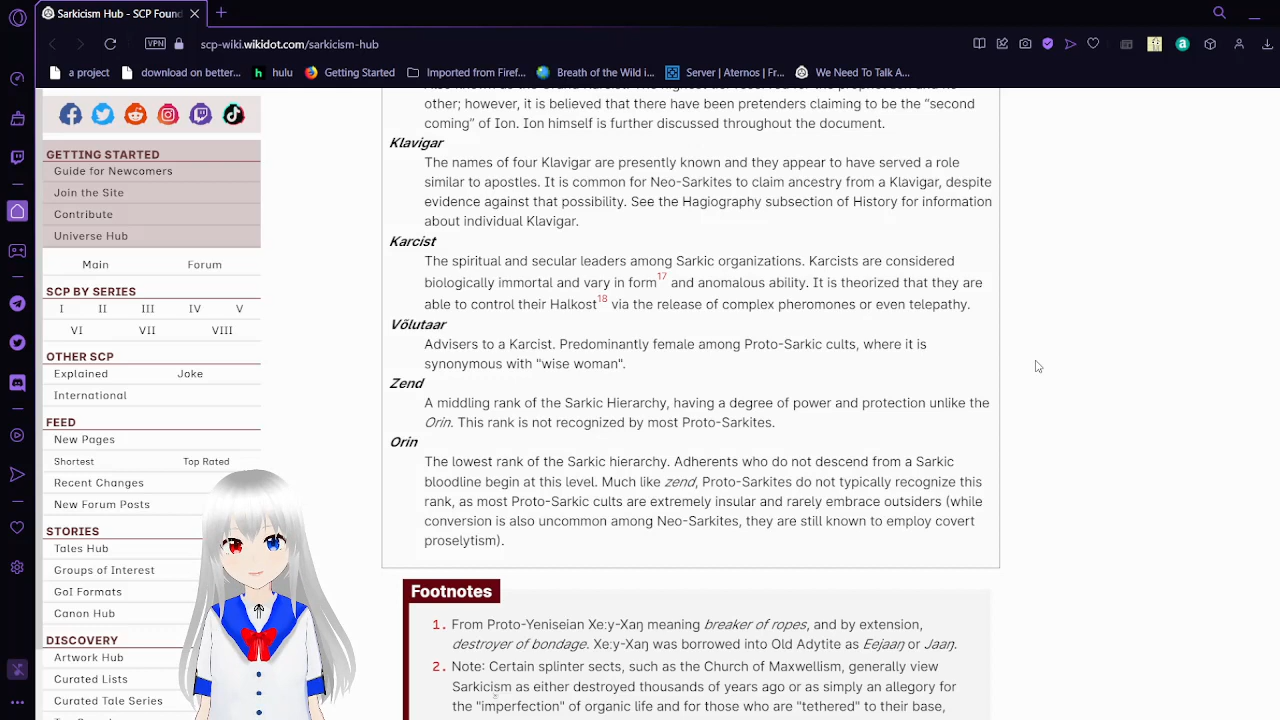 Sarkicism Hub - SCP Found
VPN
scp-wiki.wikidot.com/sarkicism-hub
a project
download on better...
h hulu
Getting Started
Imported from Firef...
Breath of the Wild i...
Server | Aternos | Fr...
We Need To Talk A...
GETTING STARTED
Guide for Newcomers
Join the Site
Contribute
Universe Hub
Main Forum
SCP BY SERIES
I II III IV V
VI VII VIII
OTHER SCP
Explained Joke
International
FEED
New Pages
Shortest Top Rated
Recent Changes
New Forum Posts
STORIES
Tales Hub
Groups of Interest
GoI Formats
Canon Hub
DISCOVERY
Artwork Hub
Curated Lists
Curated Tale Series
other; however, it is believed that there have been pretenders claiming to be the “second
coming” of Ion. Ion himself is further discussed throughout the document.
Klavigar
The names of four Klavigar are presently known and they appear to have served a role
similar to apostles. It is common for Neo-Sarkites to claim ancestry from a Klavigar, despite
evidence against that possibility. See the Hagiography subsection of History for information
about individual Klavigar.
Karcist
The spiritual and secular leaders among Sarkic organizations. Karcists are considered
biologically immortal and vary in form17 and anomalous ability. It is theorized that they are
able to control their Halkost18 via the release of complex pheromones or even telepathy.
Võlutaar
Advisers to a Karcist. Predominantly female among Proto-Sarkic cults, where it is
synonymous with "wise woman".
Zend
A middling rank of the Sarkic Hierarchy, having a degree of power and protection unlike the
Orin. This rank is not recognized by most Proto-Sarkites.
Orin
The lowest rank of the Sarkic hierarchy. Adherents who do not descend from a Sarkic
bloodline begin at this level. Much like zend, Proto-Sarkites do not typically recognize this
rank, as most Proto-Sarkic cults are extremely insular and rarely embrace outsiders (while
conversion is also uncommon among Neo-Sarkites, they are still known to employ covert
proselytism).
Footnotes
1. From Proto-Yeniseian Xe:y-Xaŋ meaning breaker of ropes, and by extension,
destroyer of bondage. Xe:y-Xaŋ was borrowed into Old Adytite as Eejaaŋ or Jaaŋ.
2. Note: Certain splinter sects, such as the Church of Maxwellism, generally view
Sarkicism as either destroyed thousands of years ago or as simply an allegory for
the "imperfection" of organic life and for those who are "tethered" to their base,